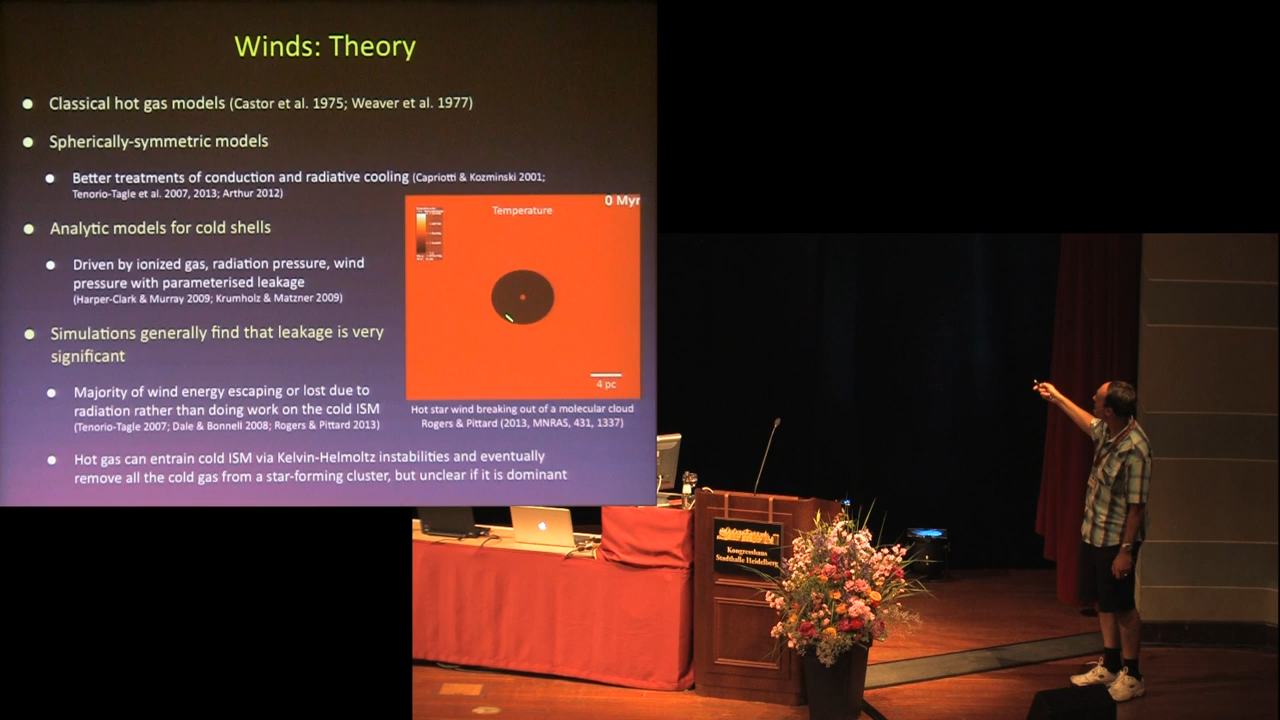 Winds: Theory
Classical hot gas models (Castor et al. 1975; Weaver et al. 1977)
Spherically-symmetric models
Better treatments of conduction and radiative cooling (Capriotti & Kozminski 2001;
Tenorio-Tagle et al. 2007, 2013; Arthur 2012)
Analytic models for cold shells
Driven by ionized gas, radiation pressure, wind
pressure with parameterised leakage
(Harper-Clark & Murray 2009; Krumholz & Matzner 2009)
Simulations generally find that leakage is very
significant
Majority of wind energy escaping or lost due to
radiation rather than doing work on the cold ISM
(Tenorio-Tagle 2007; Dale & Bonnell 2008; Rogers & Pittard 2013)
Hot gas can entrain cold ISM via Kelvin-Helmoltz instabilities and eventually
remove all the cold gas from a star-forming cluster, but unclear if it is dominant
0 Myr
Temperature
4 pc
Hot star wind breaking out of a molecular cloud
Rogers & Pittard (2013, MNRAS, 431, 1337)
Kongresshaus
Stadthalle Heidelberg